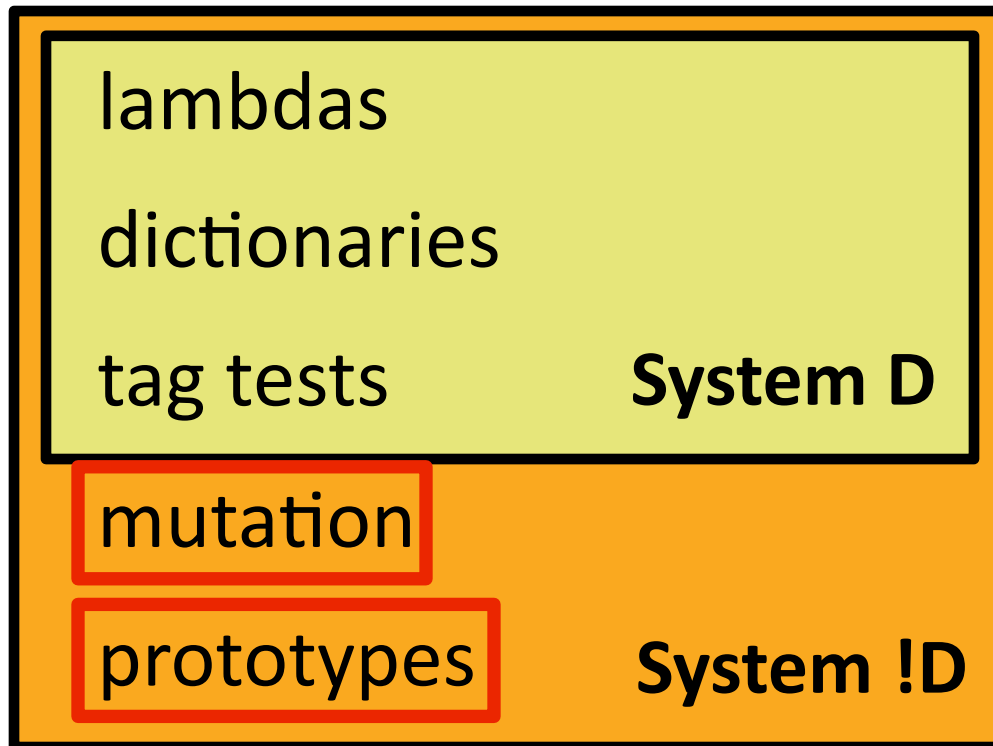 lambdas
dictionaries
tag tests System D
mutation
prototypes System !D